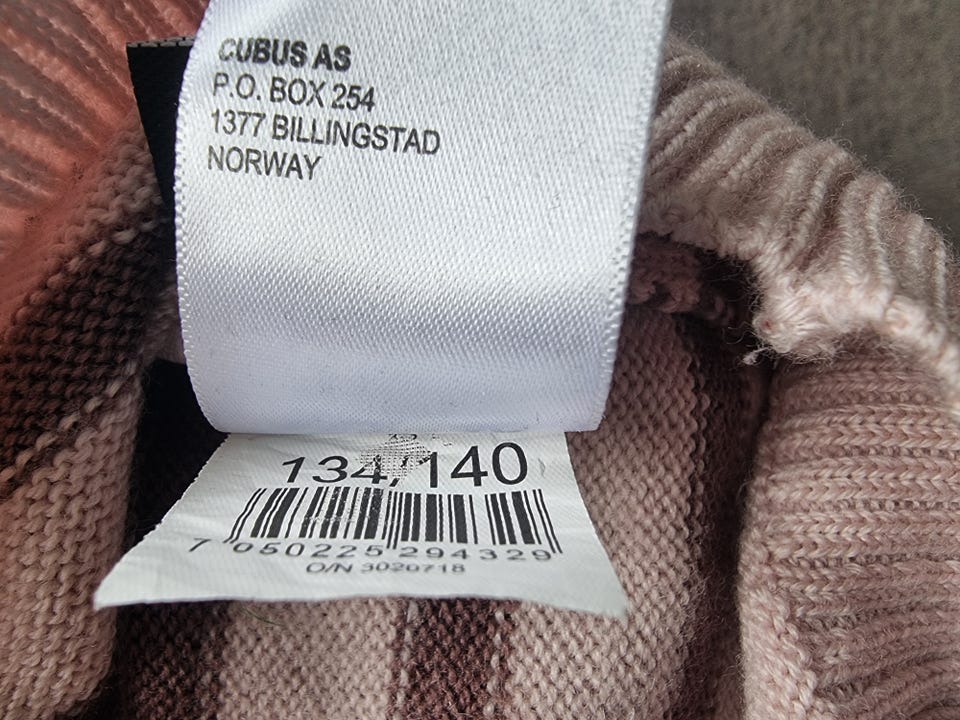 CUBUS AS
P.O. BOX 254
1377 BILLINGSTAD
NORWAY
134/140
7 050225 294329
O/N 3020718